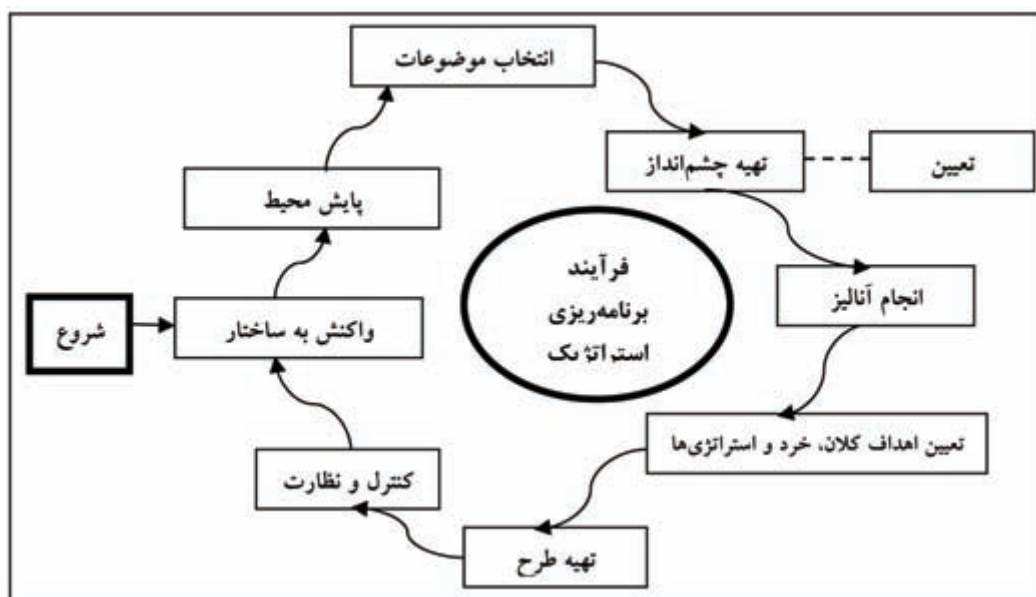 انتخاب موضوعات
تهیه چشم‌انداز
تعیین
پایش محیط
فرآیند
برنامه‌ریزی
استراتژیک
انجام آنالیز
شروع
واکنش به ساختار
تعیین اهداف کلان، خرد و استراتژی‌ها
کنترل و نظارت
تهیه طرح